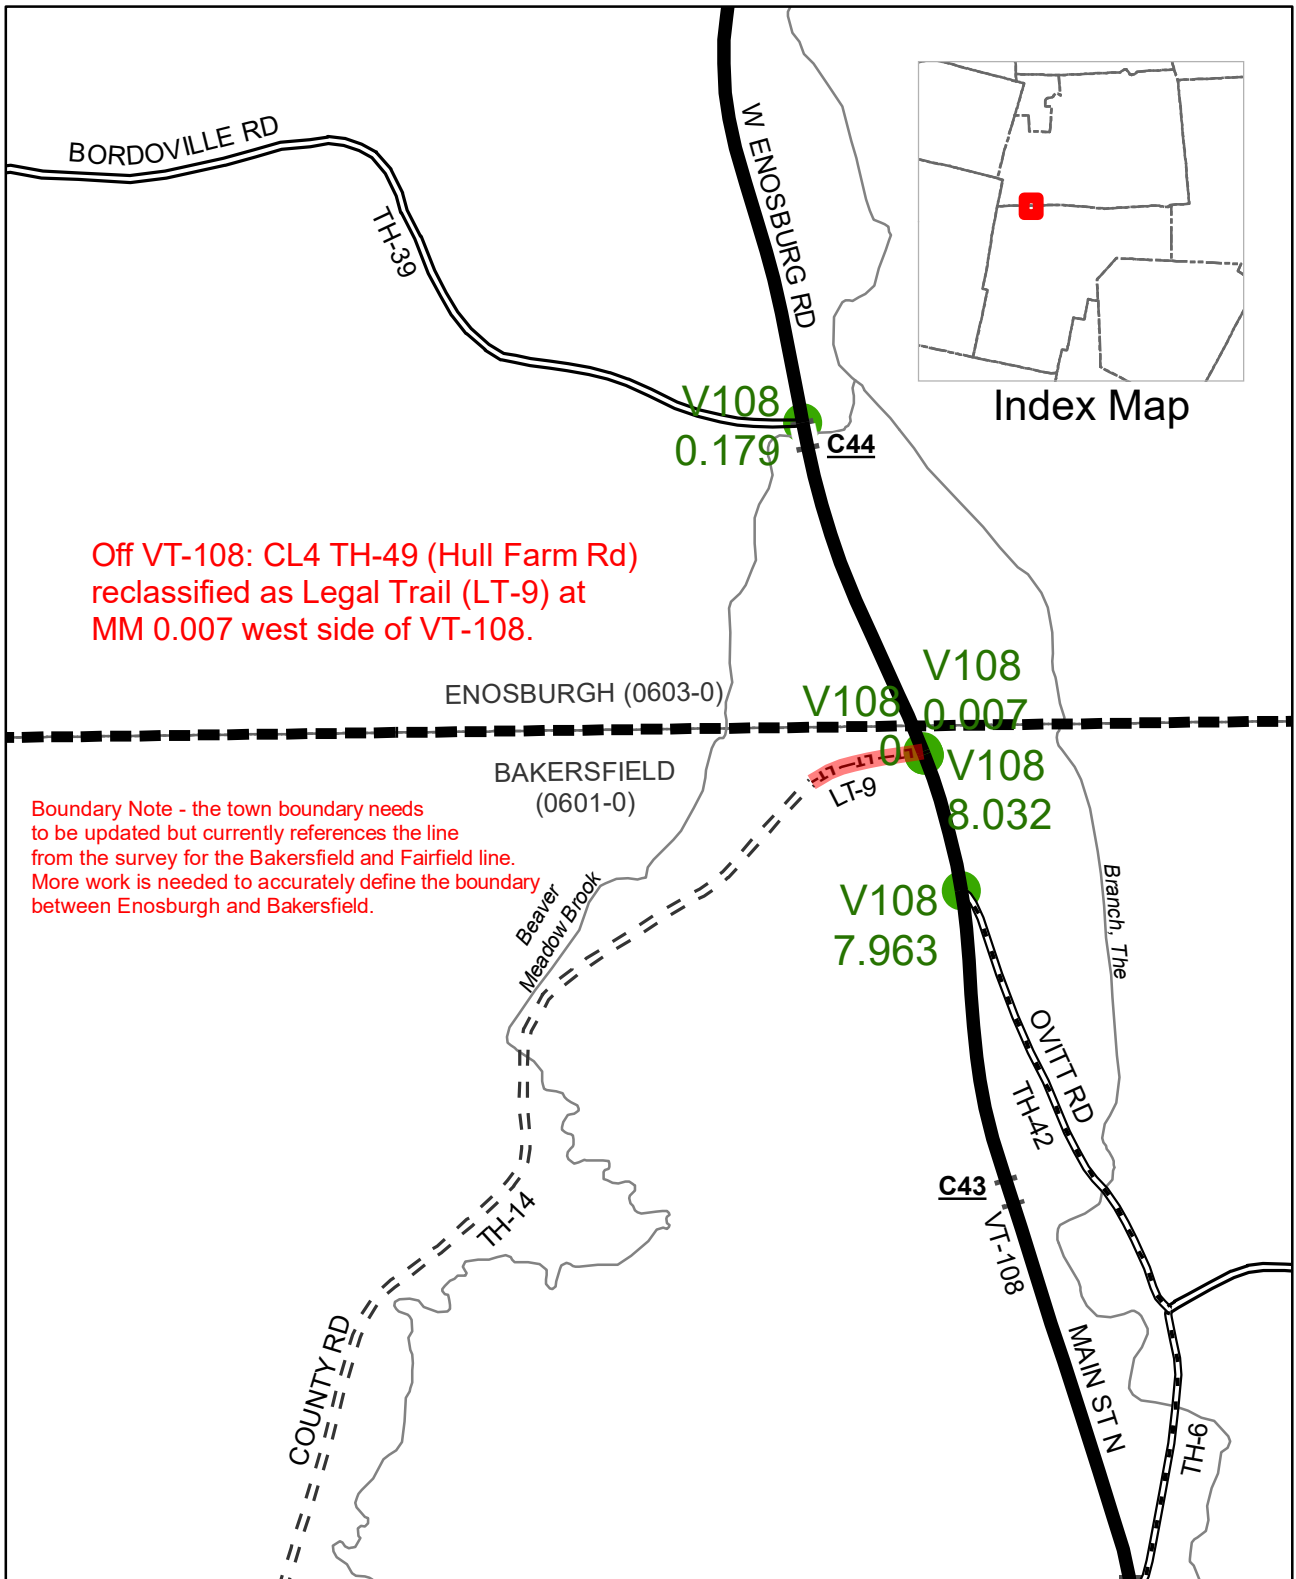 BORDOVILLE RD
TH-39
W ENOSBURG RD
Index Map
V108
0.179
C44
Off VT-108: CL4 TH-49 (Hull Farm Rd)
reclassified as Legal Trail (LT-9) at
MM 0.007 west side of VT-108.
V108
0.007
ENOSBURGH (0603-0)
V108
0
BAKERSFIELD
(0601-0)
V108
8.032
LT
LT
LT-9
Boundary Note - the town boundary needs
to be updated but currently references the line
from the survey for the Bakersfield and Fairfield line.
More work is needed to accurately define the boundary
between Enosburgh and Bakersfield.
Beaver
Meadow Brook
V108
7.963
Branch, The
OVITT RD
TH-42
C43
VT-108
TH-14
COUNTY RD
MAIN ST N
TH-6